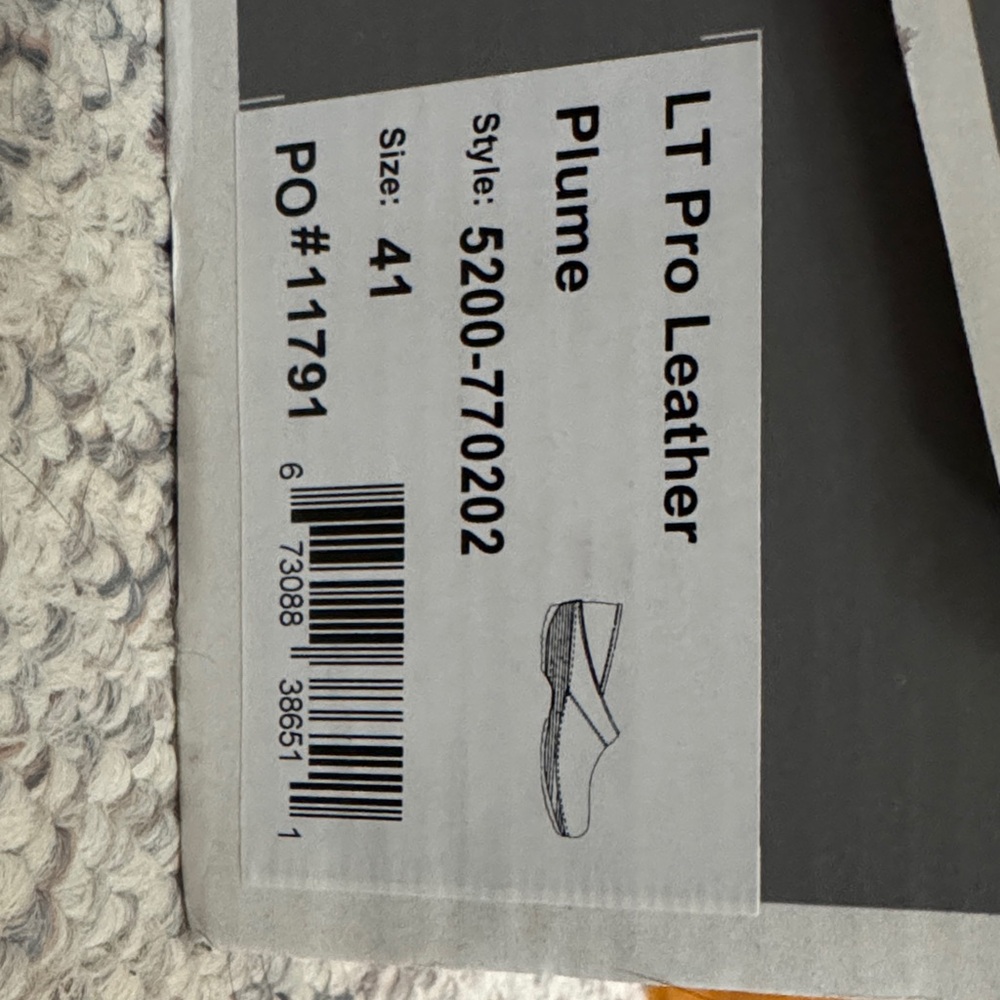 LT Pro Leather
Plume
Style: 5200-770202
Size: 41
PO#11791
6 73088 38651 1